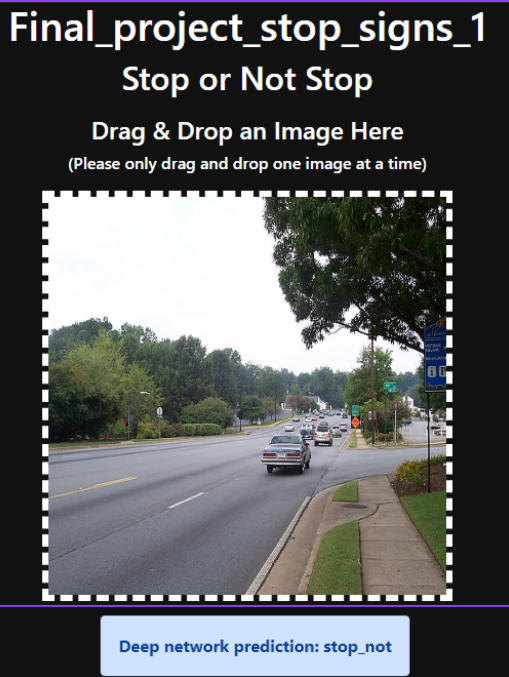 Final_project_stop_signs_1
Stop or Not Stop
Drag & Drop an Image Here
(Please only drag and drop one image at a time)
Deep network prediction: stop_not